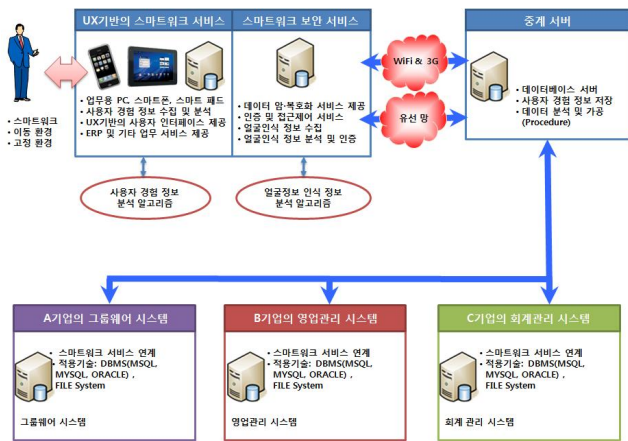 UX기반의 스마트워크 서비스
스마트워크 보안 서비스
중계 서버
• 스마트워크
• 이동 환경
• 고정 환경
• 업무용 PC, 스마트폰, 스마트 패드
• 사용자 경험 정보 수집 및 분석
• UX기반의 사용자 인터페이스 제공
• ERP 및 기타 업무 서비스 제공
• 데이터 암·복호화 서비스 제공
• 인증 및 접근제어 서비스
• 얼굴인식 정보 수집
• 얼굴인식 정보 분석 및 인증
WiFi & 3G
유선 망
• 데이터베이스 서버
• 사용자 경험 정보 저장
• 데이터 분석 및 가공
(Procedure)
사용자 경험 정보
분석 알고리즘
얼굴정보 인식 정보
분석 알고리즘
A기업의 그룹웨어 시스템
• 스마트워크 서비스 연계
• 적용기술: DBMS(MSQL,
MYSQL, ORACLE) ,
FILE System
그룹웨어 시스템
B기업의 영업관리 시스템
• 스마트워크 서비스 연계
• 적용기술: DBMS(MSQL,
MYSQL, ORACLE) ,
FILE System
영업관리 시스템
C기업의 회계관리 시스템
• 스마트워크 서비스 연계
• 적용기술: DBMS(MSQL,
MYSQL, ORACLE) ,
FILE System
회계 관리 시스템